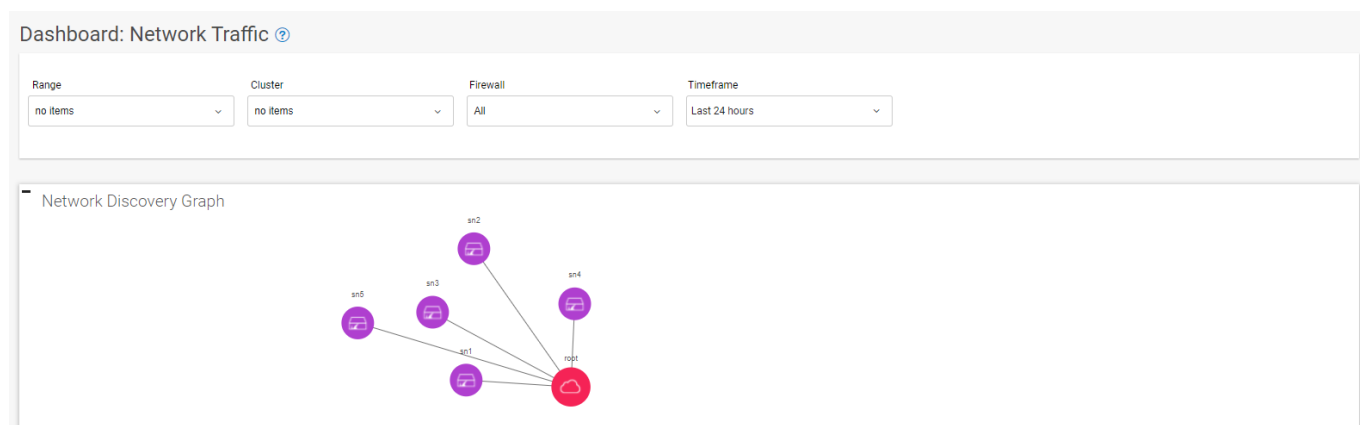 Dashboard: Network Traffic ?
Range Cluster Firewall Timeframe
no items no items All Last 24 hours
Network Discovery Graph
sn2
sn4
sn3
sn5
sn1 root